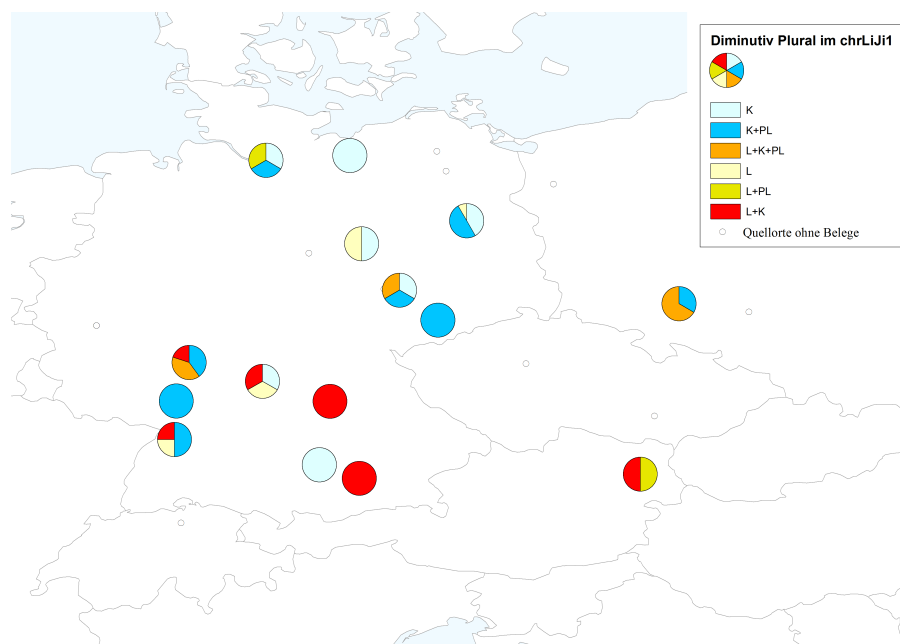 Diminutiv Plural im chrLiJi1
K
K+PL
L+K+PL
L
L+PL
L+K
Quellorte ohne Belege